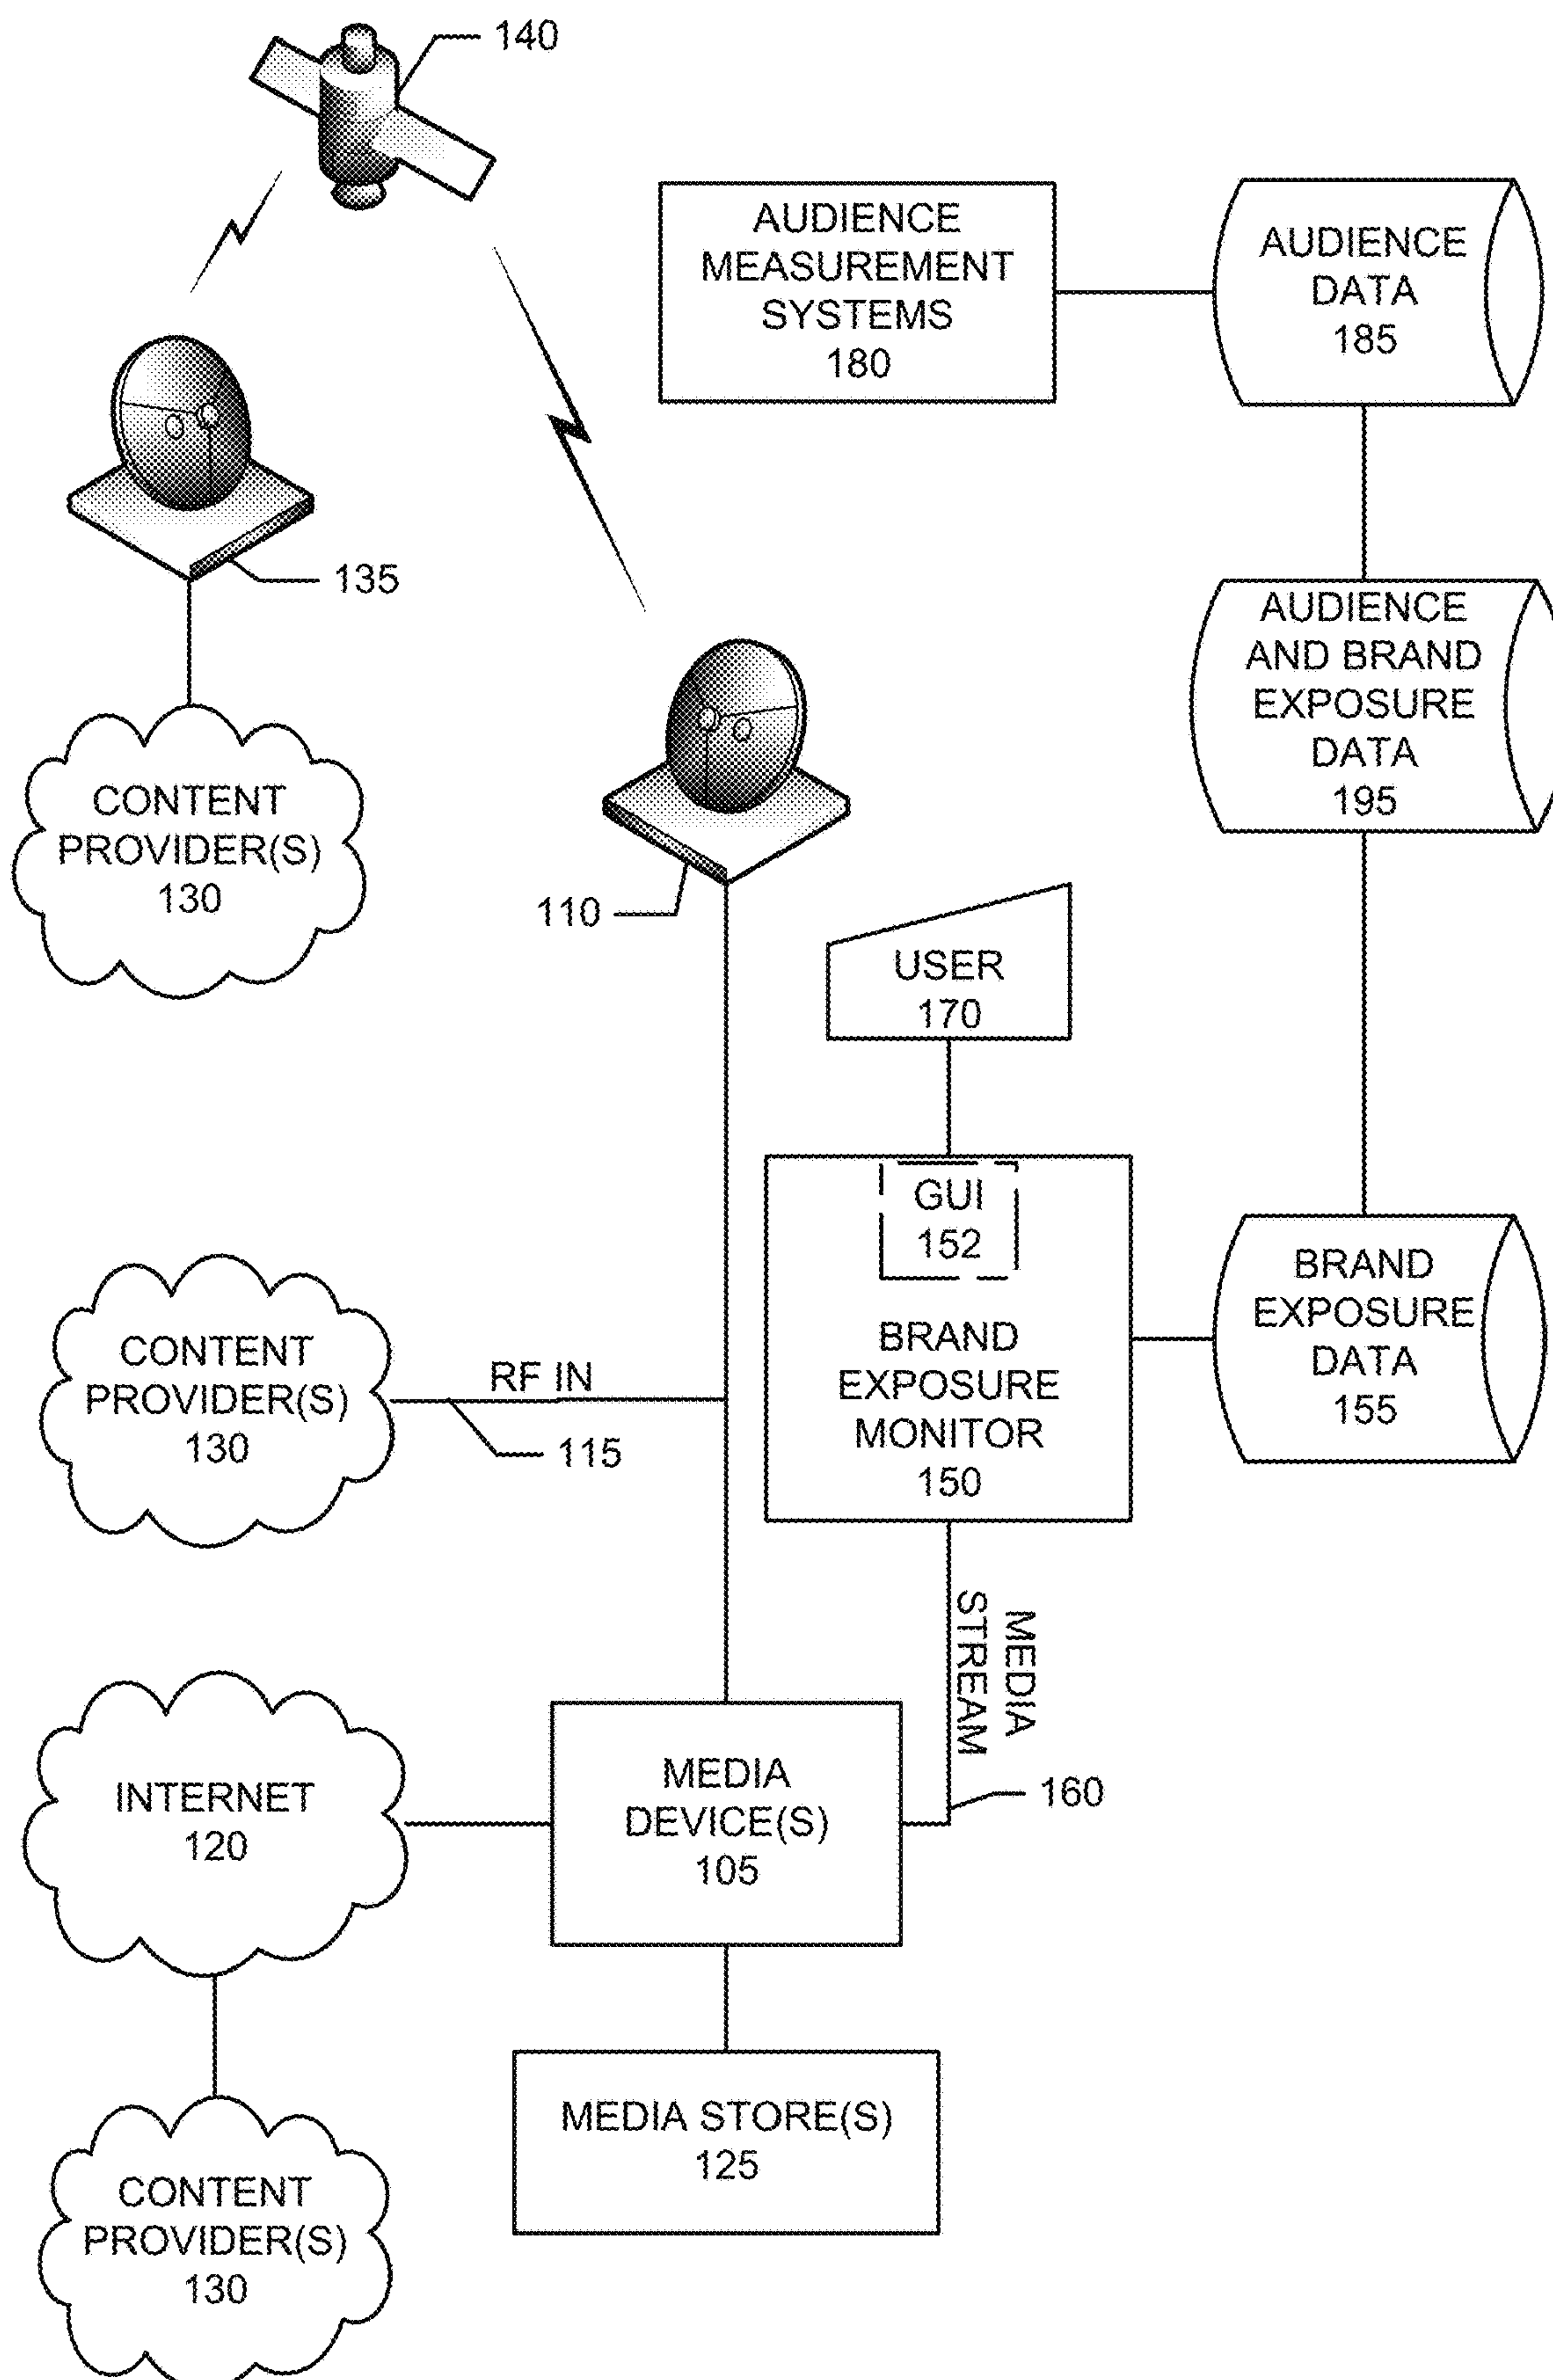 140
AUDIENCE
MEASUREMENT
SYSTEMS
180
AUDIENCE
DATA
185
135
AUDIENCE
AND BRAND
EXPOSURE
DATA
195
CONTENT
PROVIDER(S)
130
110
USER
170
GUI
152
BRAND
EXPOSURE
MONITOR
150
BRAND
EXPOSURE
DATA
155
CONTENT
PROVIDER(S)
130
RF IN
115
MEDIA
STREAM
160
INTERNET
120
MEDIA
DEVICE(S)
105
MEDIA STORE(S)
125
CONTENT
PROVIDER(S)
130